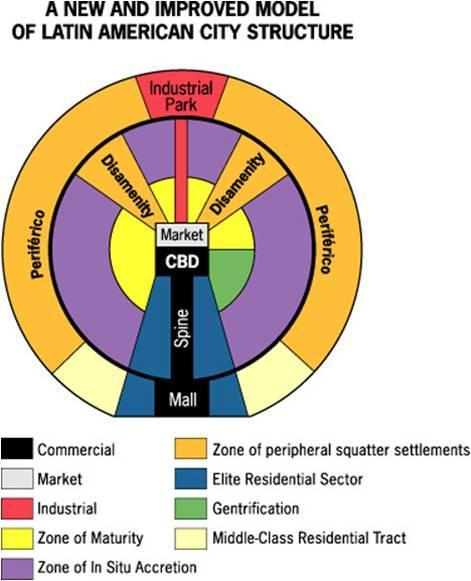 A NEW AND IMPROVED MODEL
OF LATIN AMERICAN CITY STRUCTURE
Industrial
Park
Disamenity
Disamenity
Periférico
Periférico
Market
CBD
Spine
Mall
Commercial
Market
Industrial
Zone of Maturity
Zone of In Situ Accretion
Zone of peripheral squatter settlements
Elite Residential Sector
Gentrification
Middle-Class Residential Tract